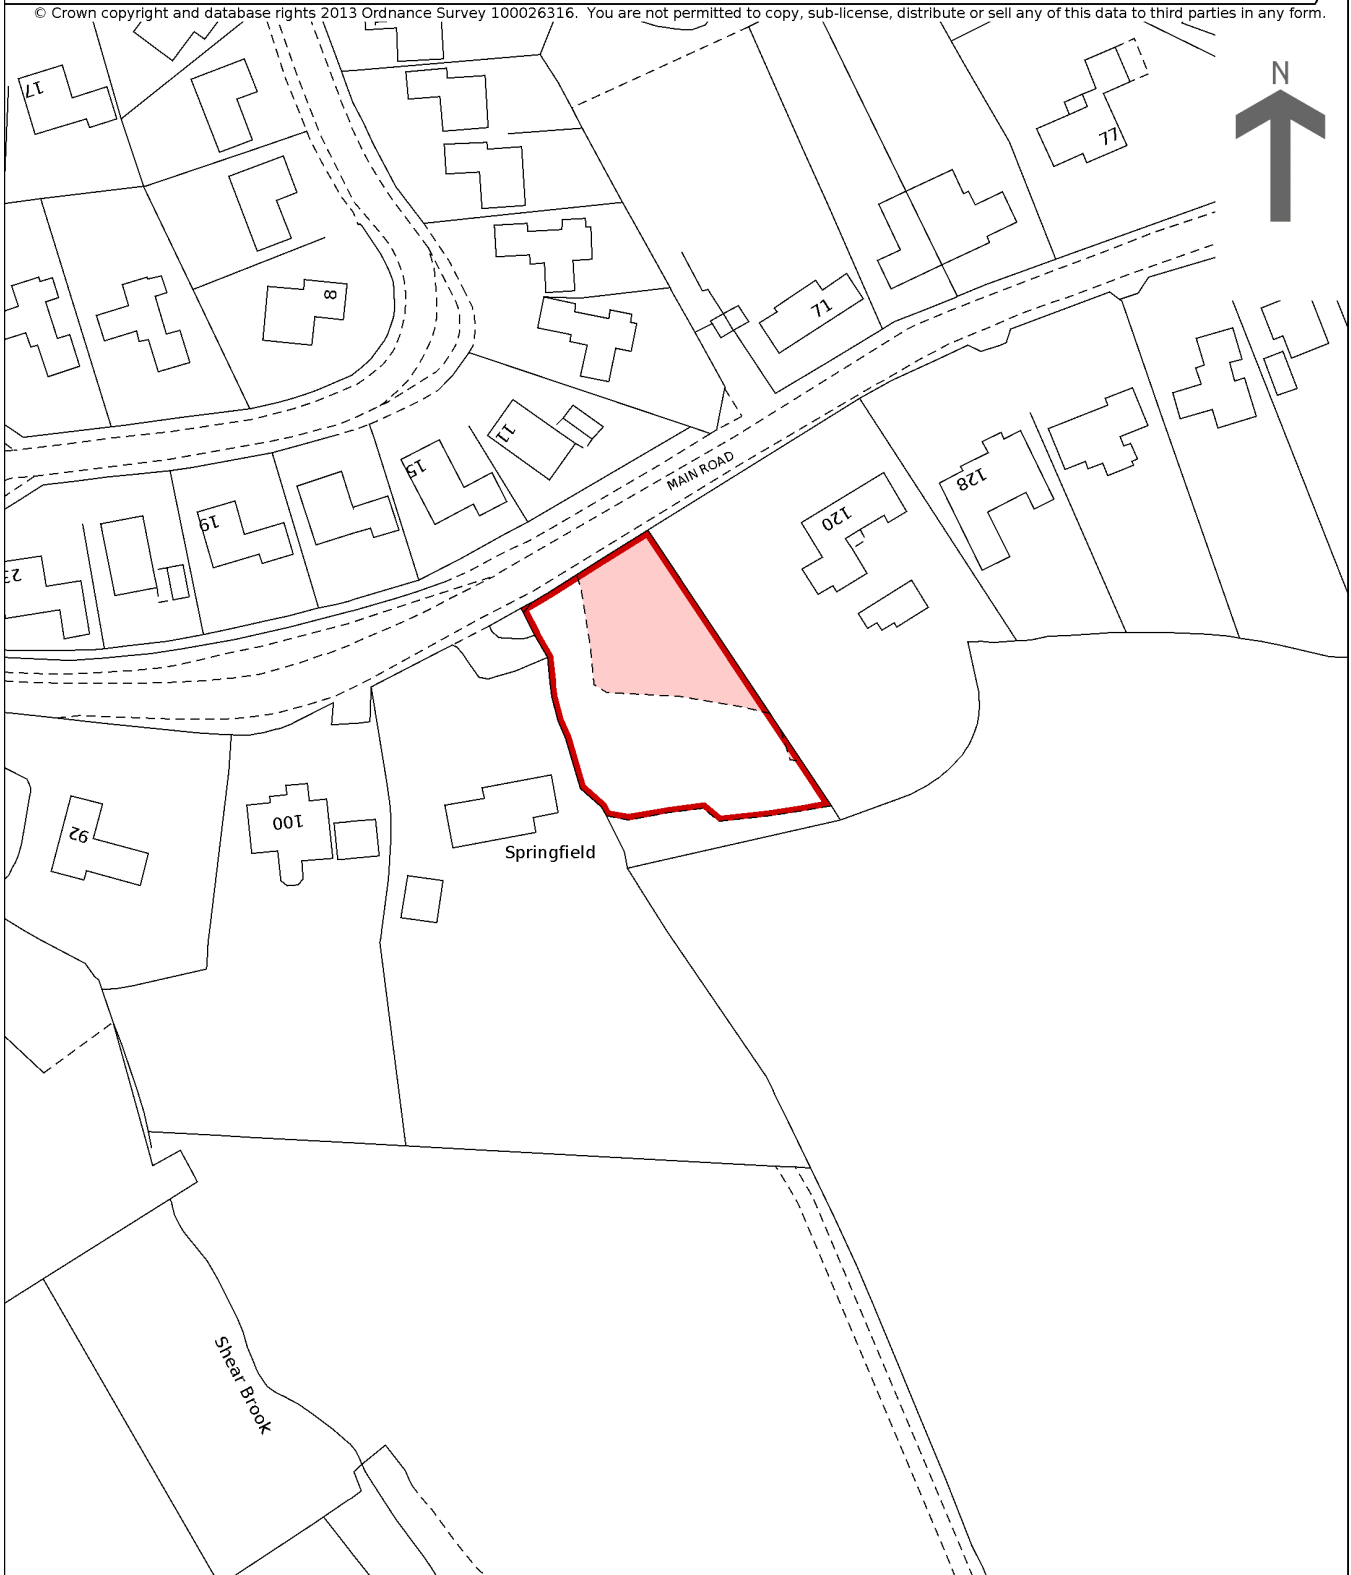 © Crown copyright and database rights 2013 Ordnance Survey 100026316. You are not permitted to copy, sub-license, distribute or sell any of this data to third parties in any form.
N
17
77
8
71
11
MAIN ROAD
15
128
19
120
23
92
100
Springfield
Shear Brook